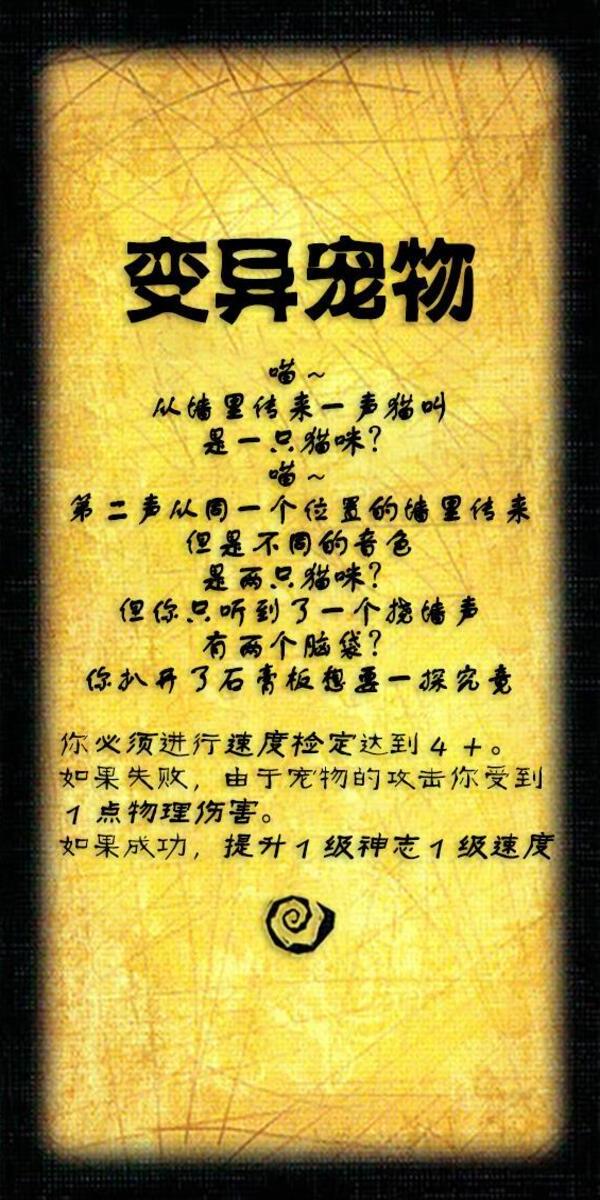 变异宠物
喵~
从墙里传来一声猫叫
是一只猫咪?
喵~
第二声从同一个位置的墙里传来
但是不同的音色
是两只猫咪?
但你只听到了一个挠墙声
有两个脑袋?
你扒开了石膏板想要一探究竟
你必须进行速度检定达到4+。
如果失败,由于宠物的攻击你受到
1点物理伤害。
如果成功,提升1级神志1级速度